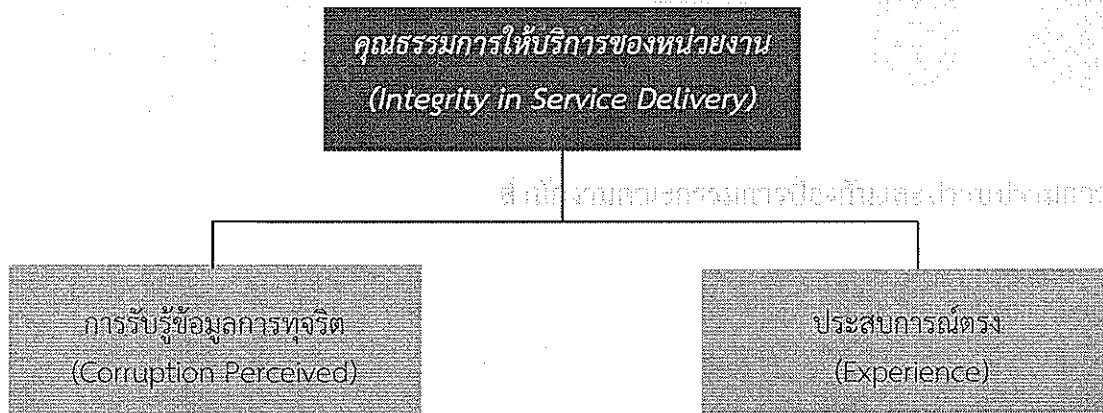 คุณธรรมการให้บริการของหน่วยงาน
(Integrity in Service Delivery)
การรับรู้ข้อมูลการทุจริต
(Corruption Perceived)
ประสบการณ์ตรง
(Experience)